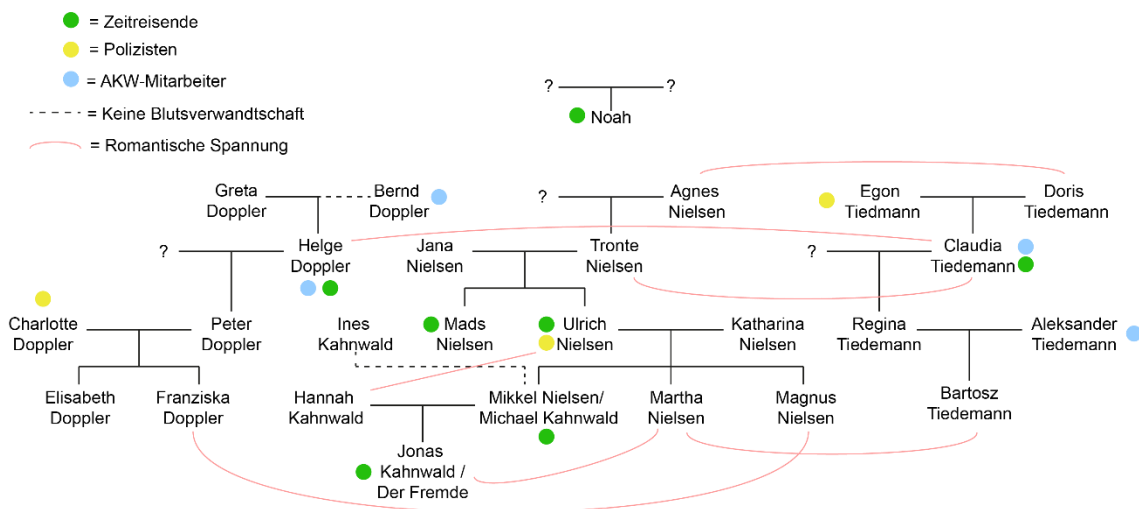 = Zeitreisende
= Polizisten
= AKW-Mitarbeiter
= Keine Blutsverwandtschaft
= Romantische Spannung
? ?
Noah
Greta
Doppler
Bernd
Doppler
?
Agnes
Nielsen
Egon
Tiedmann
Doris
Tiedemann
?
Helge
Doppler
Jana
Nielsen
Tronte
Nielsen
?
Claudia
Tiedemann
Charlotte
Doppler
Peter
Doppler
Ines
Kahnwald
Mads
Nielsen
Ulrich
Nielsen
Katharina
Nielsen
Regina
Tiedemann
Aleksander
Tiedemann
Elisabeth
Doppler
Franziska
Doppler
Hannah
Kahnwald
Mikkel Nielsen/
Michael Kahnwald
Martha
Nielsen
Magnus
Nielsen
Bartosz
Tiedemann
Jonas
Kahnwald /
Der Fremde